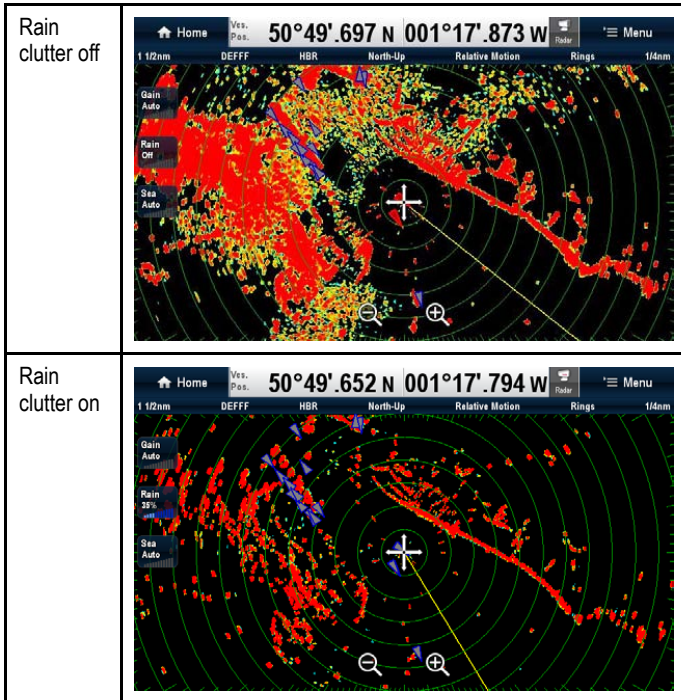 Rain
clutter off
Home
Ves.
Pos.
50°49'.697 N 001°17'.873 W
Radar
Menu
1 1/2nm DEFFF HBR North-Up Relative Motion Rings 1/4nm
Gain
Auto
Rain
Off
Sea
Auto
Rain
clutter on
Home
Ves.
Pos.
50°49'.652 N 001°17'.794 W
Radar
Menu
1 1/2nm DEFFF HBR North-Up Relative Motion Rings 1/4nm
Gain
Auto
Rain
35%
Sea
Auto